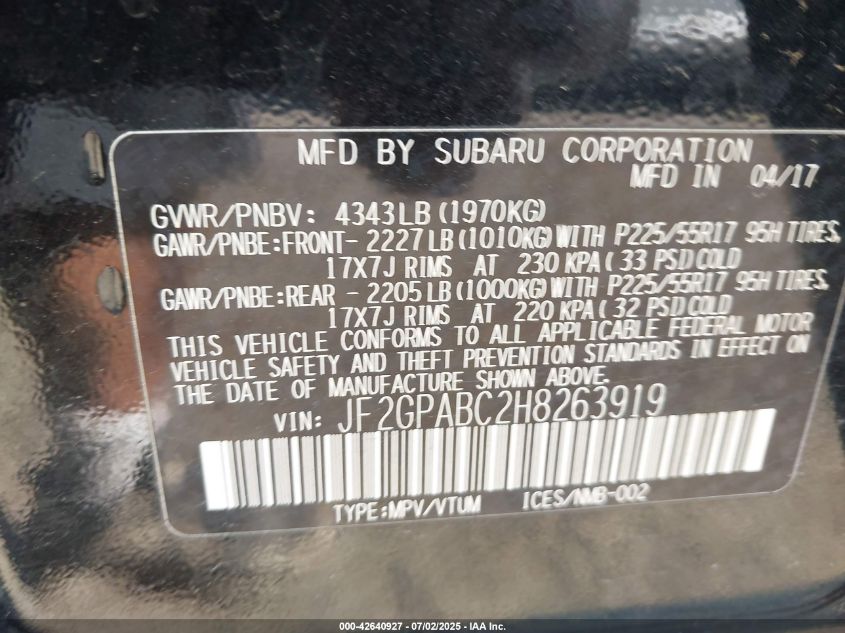 MFD BY SUBARU CORPORATION
MFD IN 04/17
GVWR/PNBV: 4343LB(1970KG)
GAWR/PNBE:FRONT-2227LB(1010KG)WITH P225/55R17 95H TIRES,
17X7J RIMS AT 230 KPA(33 PSI)COLD
GAWR/PNBE:REAR -2205LB(1000KG)WITH P225/55R17 95H TIRES,
17X7J RIMS AT 220 KPA(32 PSI)COLD
THIS VEHICLE CONFORMS TO ALL APPLICABLE FEDERAL MOTOR
VEHICLE SAFETY AND THEFT PREVENTION STANDARDS IN EFFECT ON
THE DATE OF MANUFACTURE SHOWN ABOVE.
VIN: JF2GPABC2H8263919
TYPE:MPV/VTUM ICES/NMB-002
000-42640927 - 07/02/2025 - IAA Inc.